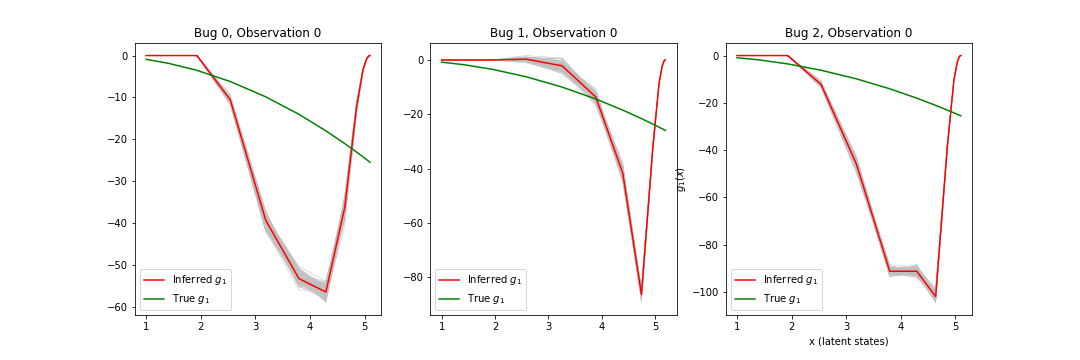 Bug 0, Observation 0
0
−10
−20
−30
−40
−50
−60
1 2 3 4 5
Inferred g₁
True g₁
Bug 1, Observation 0
0
−20
−40
−60
−80
1 2 3 4 5
Inferred g₁
True g₁
Bug 2, Observation 0
g₁(x)
0
−20
−40
−60
−80
−100
1 2 3 4 5
x (latent states)
Inferred g₁
True g₁